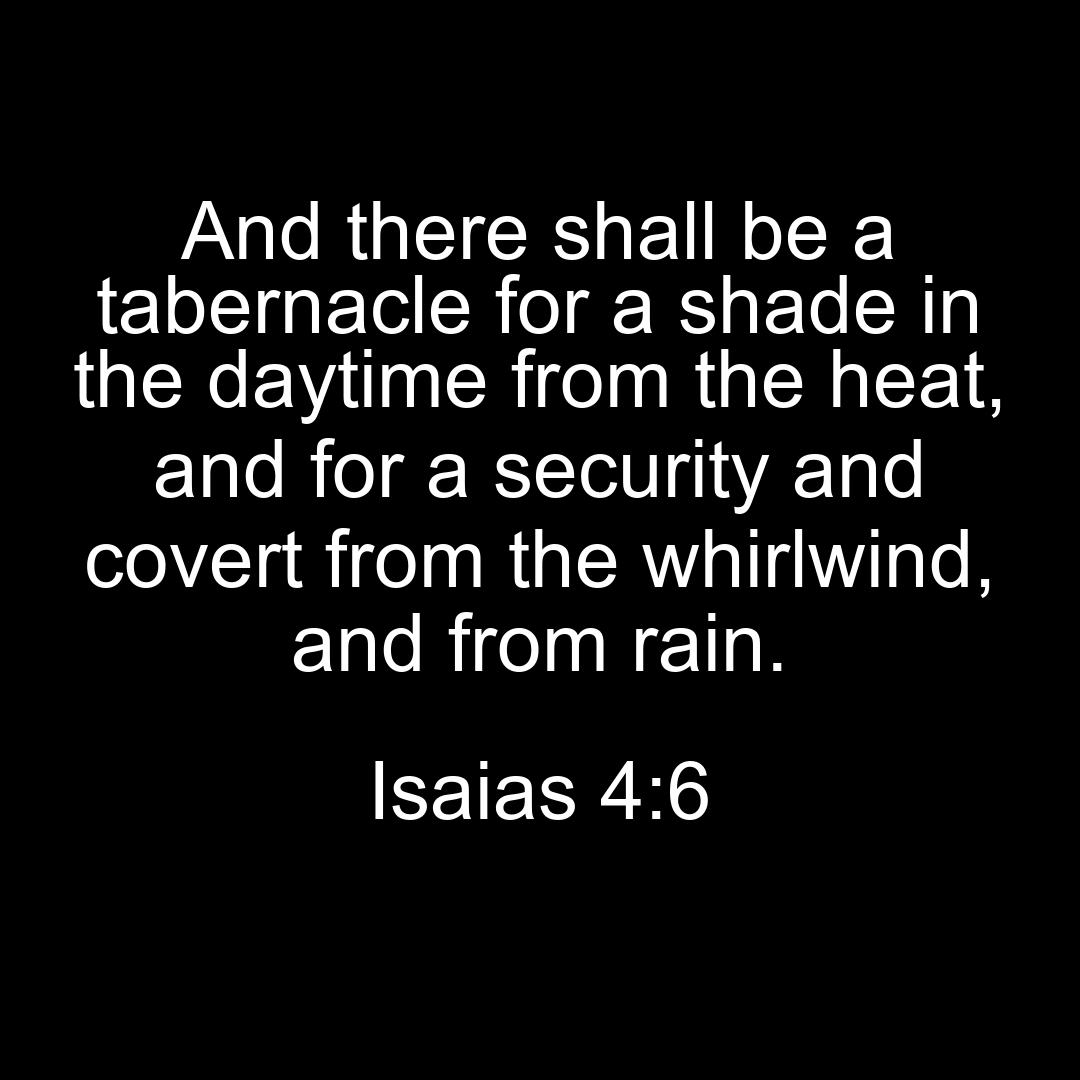 And there shall be a
tabernacle for a shade in
the daytime from the heat,
and for a security and
covert from the whirlwind,
and from rain.
Isaias 4:6